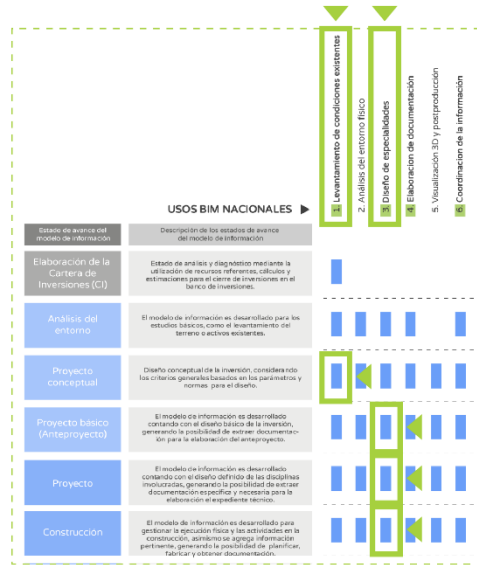 1. Levantamiento de condiciones existentes
2. Análisis del entorno físico
3. Diseño de especialidades
4. Elaboracion de documentación
5. Visualización 3D y postproducción
6. Coordinacion de la información
USOS BIM NACIONALES ▶
Estado de avance del
modelo de información
Descripción de los estados de avance
del modelo de información
Elaboración de la
Cartera de
Inversiones (CI)
Estado de análisis y diagnóstico mediante la
utilización de recursos referentes, cálculos y
estimaciones para el cierre de inversiones en el
banco de inversiones.
Análisis del
entorno
El modelo de información es desarrollado para los
estudios básicos, como el levantamiento del
terreno o activos existentes.
Proyecto
conceptual
Diseño conceptual de la inversión, considerando
los criterios generales basados en los parámetros y
normas para el diseño.
Proyecto básico
(Anteproyecto)
El modelo de información es desarrollado
contando con el diseño básico de la inversión,
generando la posibilidad de extraer documentac-
ión para la elaboración del anteproyecto.
Proyecto
El modelo de información es desarrollado
contando con el diseño definido de las disciplinas
involucradas, generando la posibilidad de extraer
documentación específica y necesaria para la
elaboración el expediente técnico.
Construcción
El modelo de información es desarrollado para
gestionar la ejecución física y las actividades en la
construcción, asimismo se agrega información
pertinente, generando la posibilidad de planificar,
fabricar y obtener documentación.